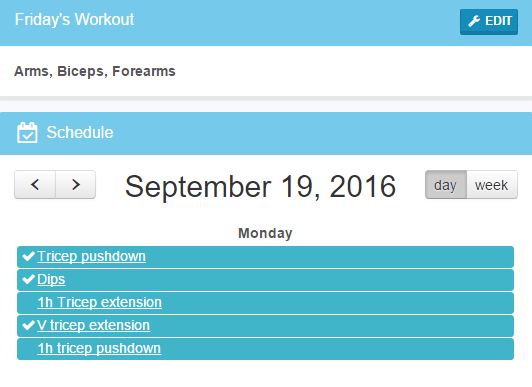 Friday's Workout
EDIT
Arms, Biceps, Forearms
Schedule
September 19, 2016
day week
Monday
Tricep pushdown
Dips
1h Tricep extension
V tricep extension
1h tricep pushdown